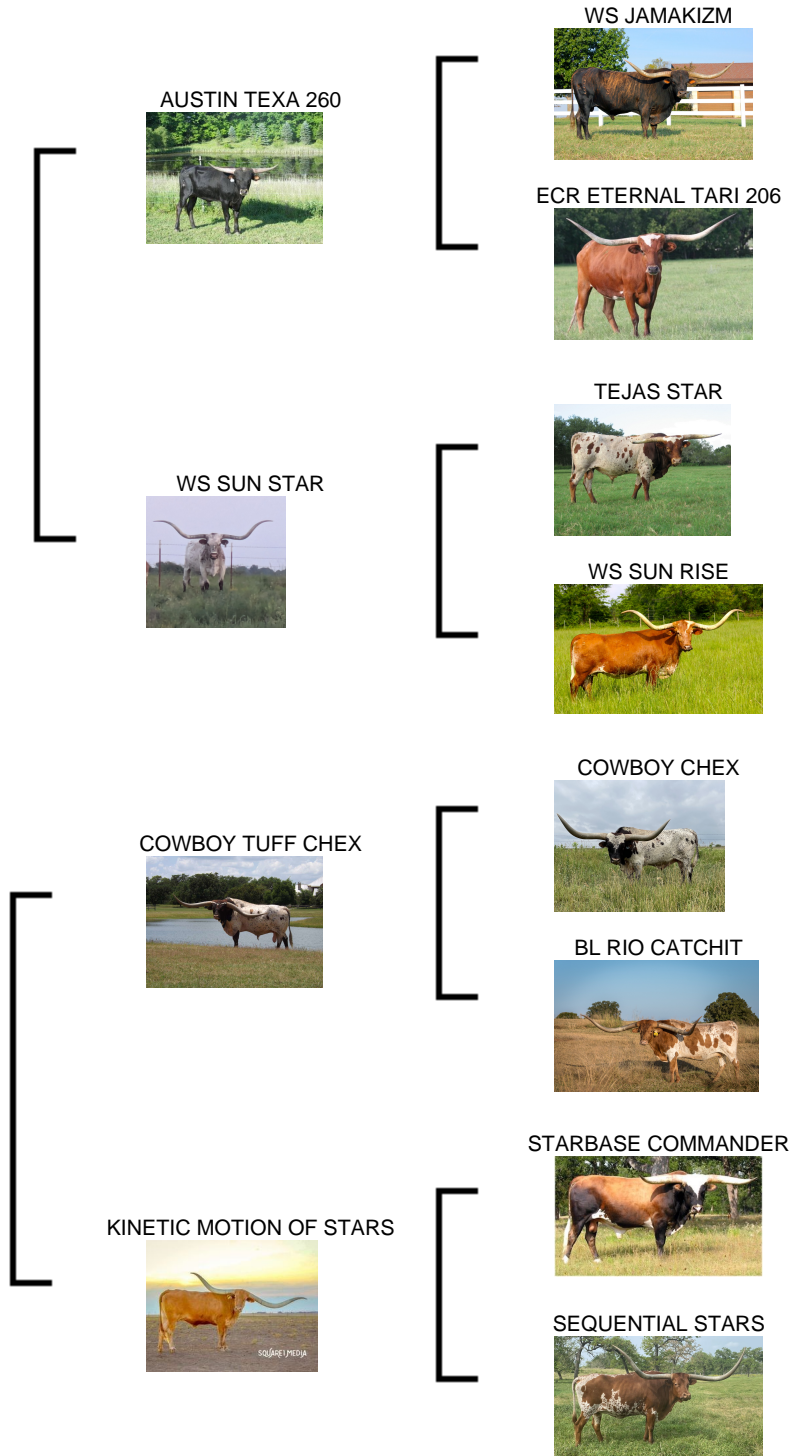 WS JAMAKIZM
AUSTIN TEXA 260
ECR ETERNAL TARI 206
TEJAS STAR
WS SUN STAR
WS SUN RISE
COWBOY CHEX
COWBOY TUFF CHEX
BL RIO CATCHIT
STARBASE COMMANDER
KINETIC MOTION OF STARS
SQUARE1 MEDIA
SEQUENTIAL STARS